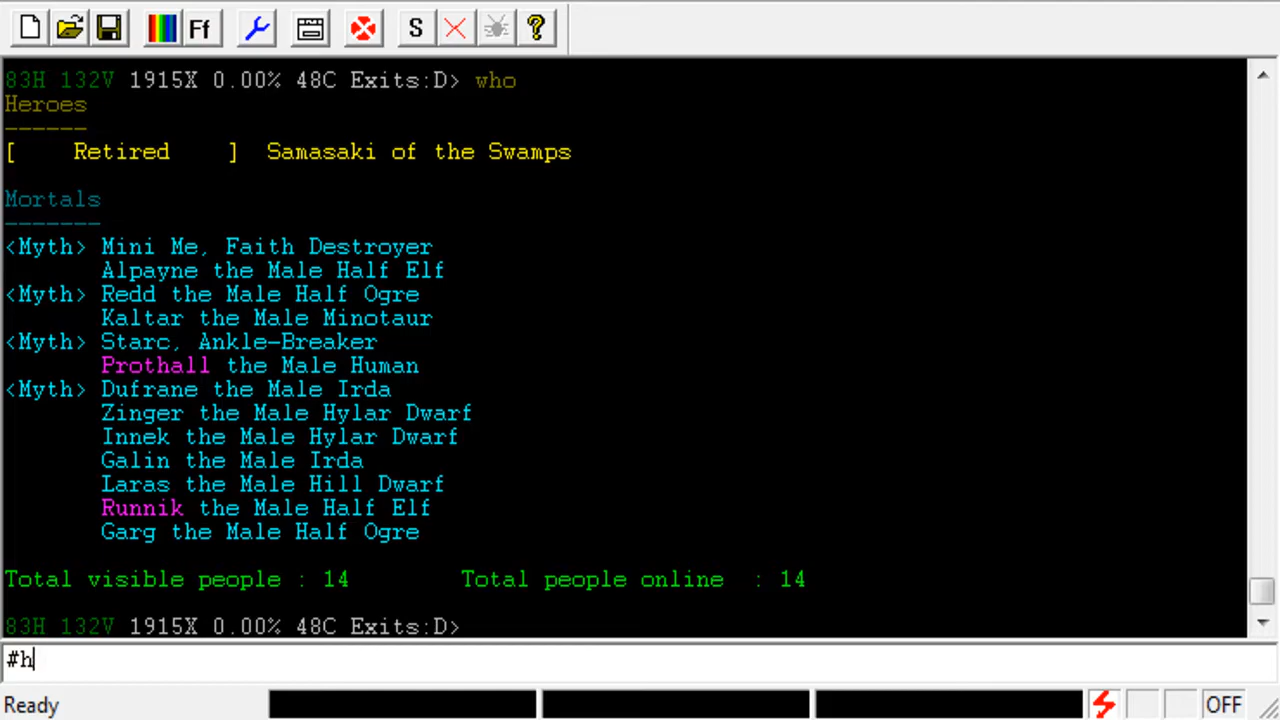 Ff S ?
83H 132V 1915X 0.00% 48C Exits:D> who
Heroes
------
[ Retired ] Samasaki of the Swamps
Mortals
-------
<Myth> Mini Me, Faith Destroyer
Alpayne the Male Half Elf
<Myth> Redd the Male Half Ogre
Kaltar the Male Minotaur
<Myth> Starc, Ankle-Breaker
Prothall the Male Human
<Myth> Dufrane the Male Irda
Zinger the Male Hylar Dwarf
Innek the Male Hylar Dwarf
Galin the Male Irda
Laras the Male Hill Dwarf
Runnik the Male Half Elf
Garg the Male Half Ogre
Total visible people : 14 Total people online : 14
83H 132V 1915X 0.00% 48C Exits:D>
#h
Ready OFF